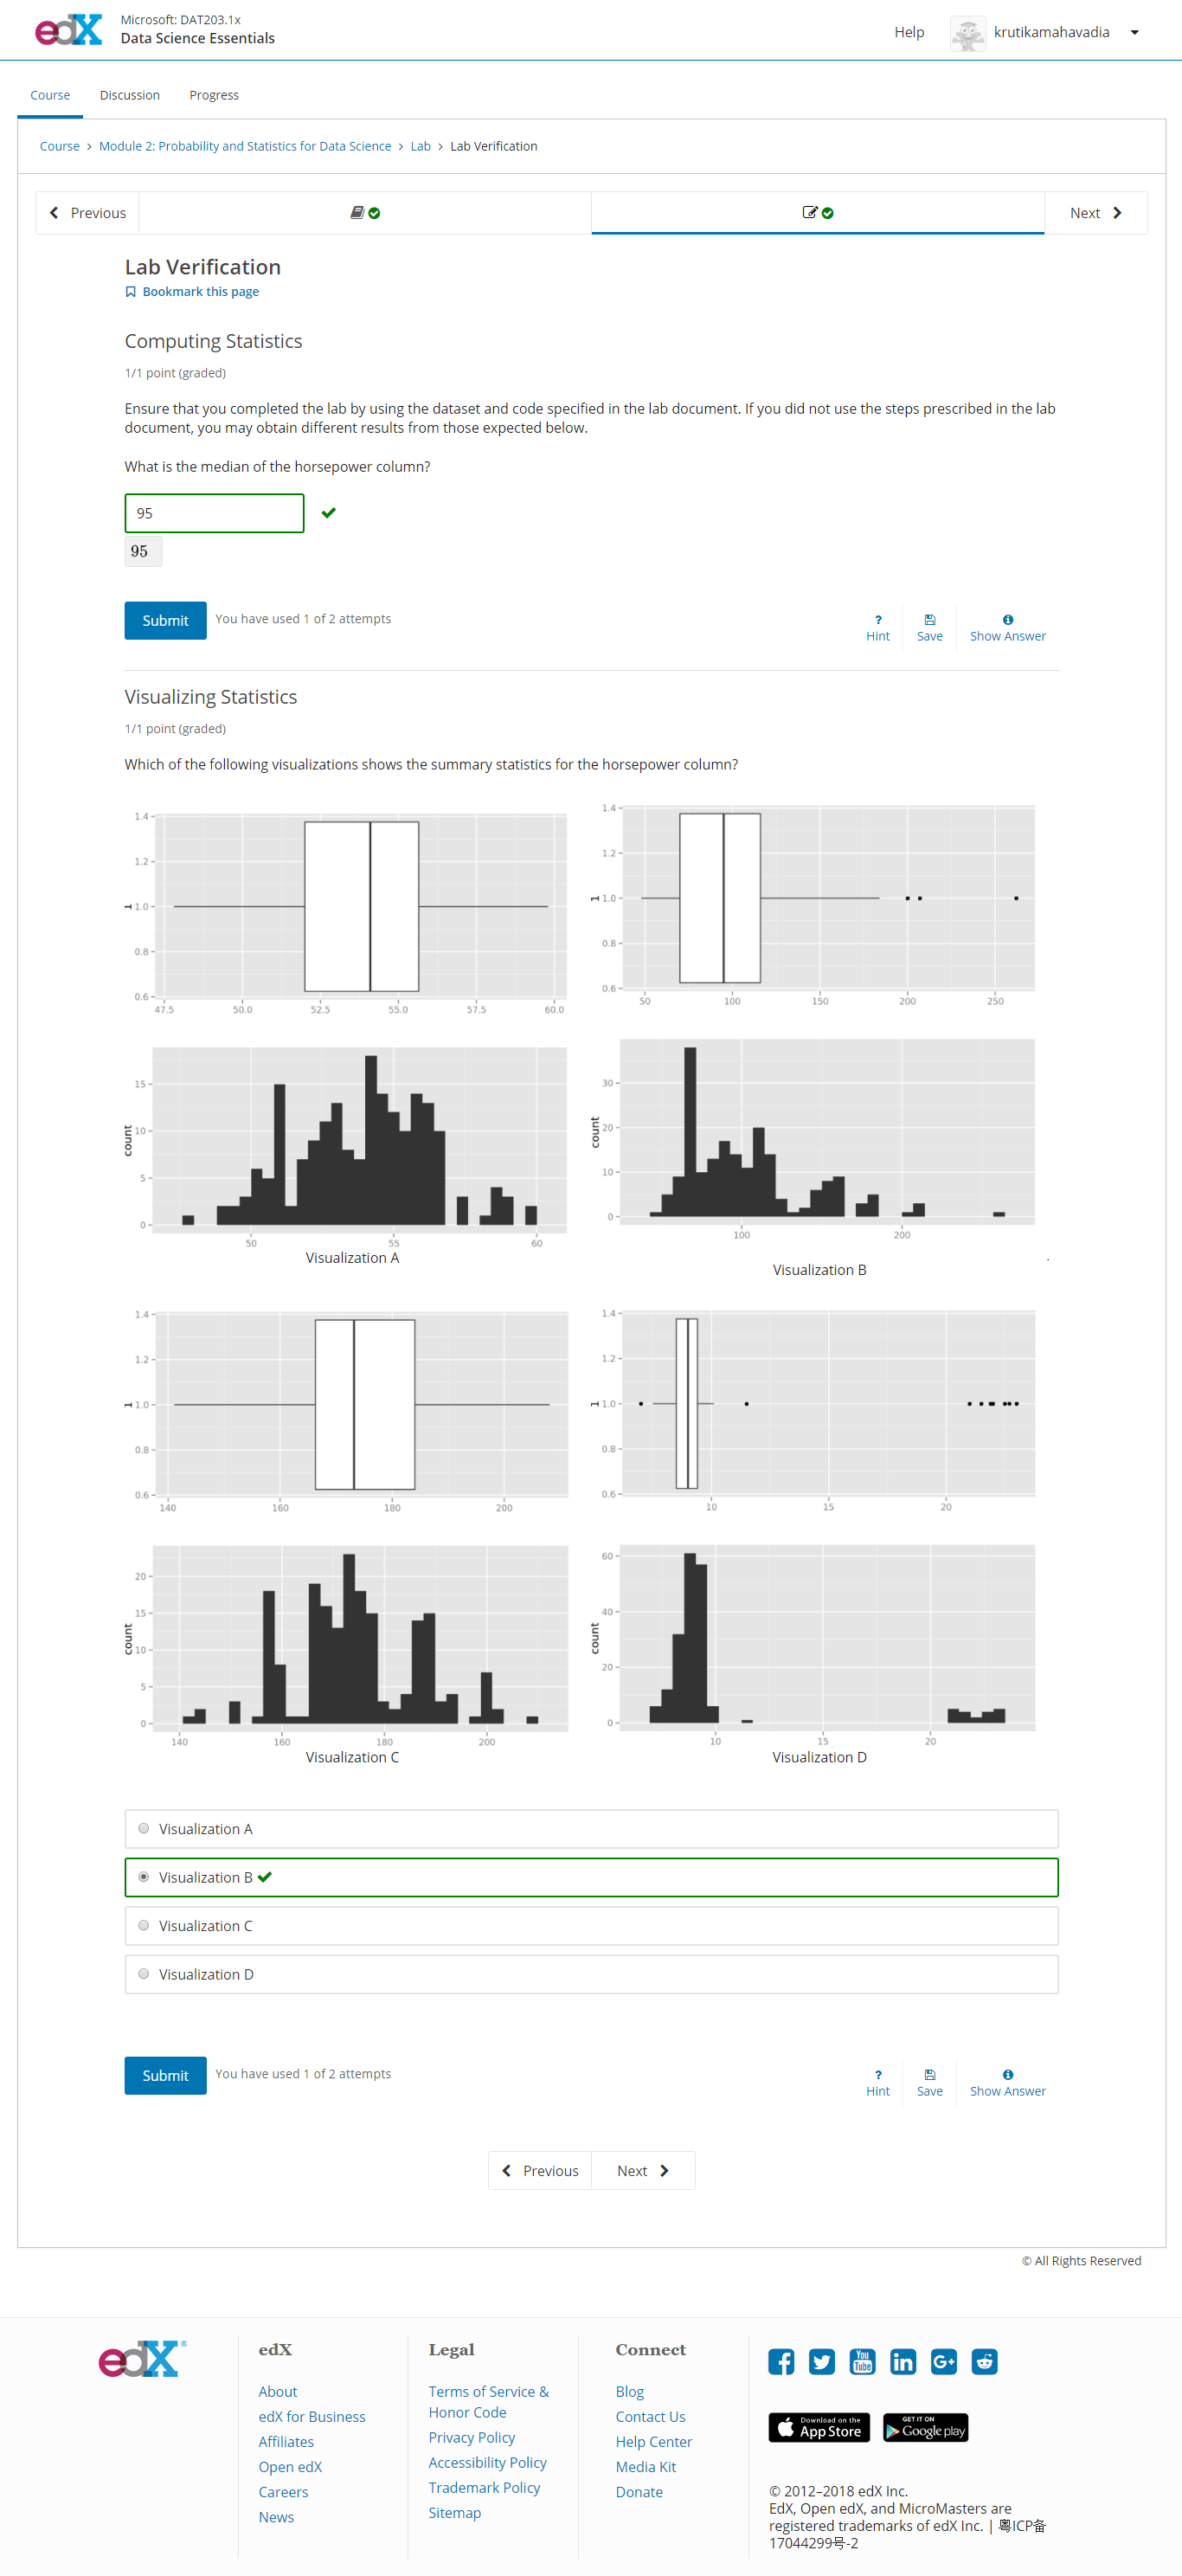 edX
Microsoft: DAT203.1x
Data Science Essentials
Help
krutikamahavadia
Course
Discussion
Progress
Course > Module 2: Probability and Statistics for Data Science > Lab > Lab Verification
Previous
Next
Lab Verification
Bookmark this page
Computing Statistics
1/1 point (graded)
Ensure that you completed the lab by using the dataset and code specified in the lab document. If you did not use the steps prescribed in the lab
document, you may obtain different results from those expected below.
What is the median of the horsepower column?
95
95
Submit
You have used 1 of 2 attempts
? Hint
Save
Show Answer
Visualizing Statistics
1/1 point (graded)
Which of the following visualizations shows the summary statistics for the horsepower column?
1.4
1.2
1.0
0.8
0.6
1
47.5 50.0 52.5 55.0 57.5 60.0
1.4
1.2
1.0
0.8
0.6
1
50 100 150 200 250
15
10
5
0
count
50 55 60
Visualization A
30
20
10
0
count
100 200
Visualization B
1.4
1.2
1.0
0.8
0.6
1
140 160 180 200
1.4
1.2
1.0
0.8
0.6
1
10 15 20
20
15
10
5
0
count
140 160 180 200
Visualization C
60
40
20
0
count
10 15 20
Visualization D
Visualization A
Visualization B
Visualization C
Visualization D
Submit
You have used 1 of 2 attempts
? Hint
Save
Show Answer
Previous
Next
© All Rights Reserved
edX®
edX
About
edX for Business
Affiliates
Open edX
Careers
News
Legal
Terms of Service &
Honor Code
Privacy Policy
Accessibility Policy
Trademark Policy
Sitemap
Connect
Blog
Contact Us
Help Center
Media Kit
Donate
You
Tube
in
G+
Download on the
App Store
GET IT ON
Google play
© 2012–2018 edX Inc.
EdX, Open edX, and MicroMasters are
registered trademarks of edX Inc. | 粤ICP备
17044299号-2